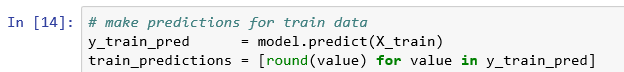 In [14]: # make predictions for train data
y_train_pred      = model.predict(X_train)
train_predictions = [round(value) for value in y_train_pred]